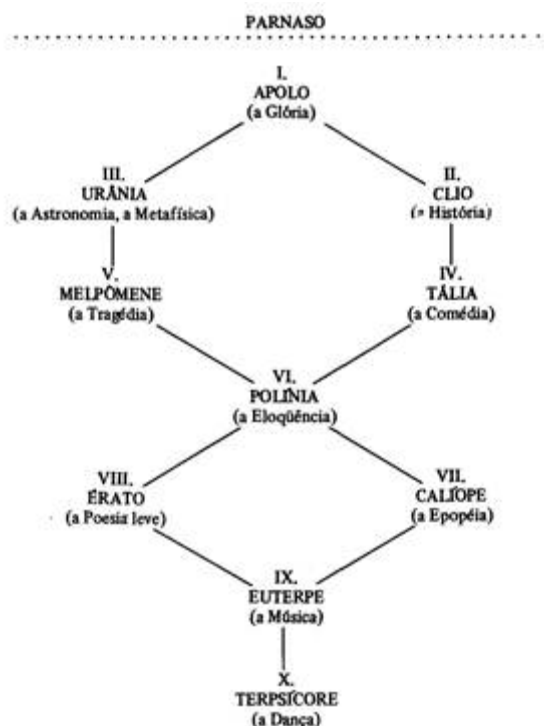 PARNASO
I.
APOLO
(a Glória)
III.
URÂNIA
(a Astronomia, a Metafísica)
II.
CLIO
(a História)
V.
MELPÔMENE
(a Tragédia)
IV.
TÁLIA
(a Comédia)
VI.
POLÍNIA
(a Eloqüência)
VIII.
ÉRATO
(a Poesia leve)
VII.
CALÍOPE
(a Epopéia)
IX.
EUTERPE
(a Música)
X.
TERPSÍCORE
(a Dança)